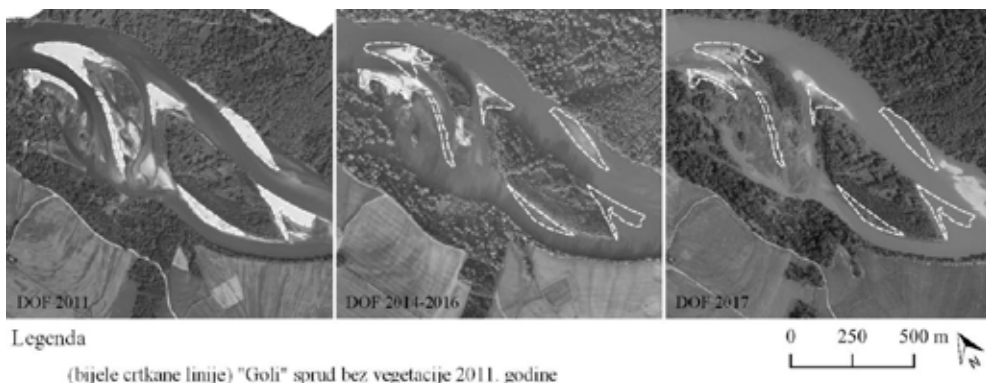 DOF 2011
DOF 2014-2016
DOF 2017
Legenda
0 250 500 m
N
(bijele crtkane linije) "Goli" sprud bez vegetacije 2011. godine